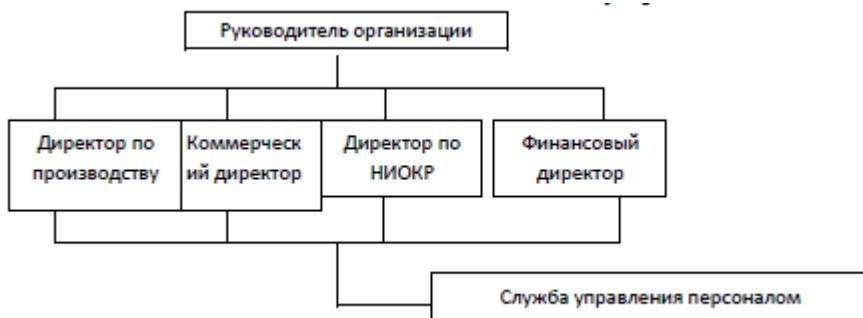 Руководитель организации
Директор по
производству
Коммерческ
ий директор
Директор по
НИОКР
Финансовый
директор
Служба управления персоналом